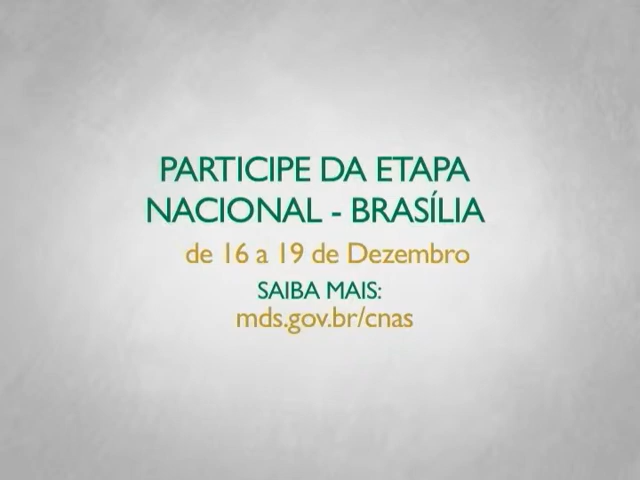 PARTICIPE DA ETAPA
NACIONAL - BRASÍLIA
de 16 a 19 de Dezembro
SAIBA MAIS:
mds.gov.br/cnas